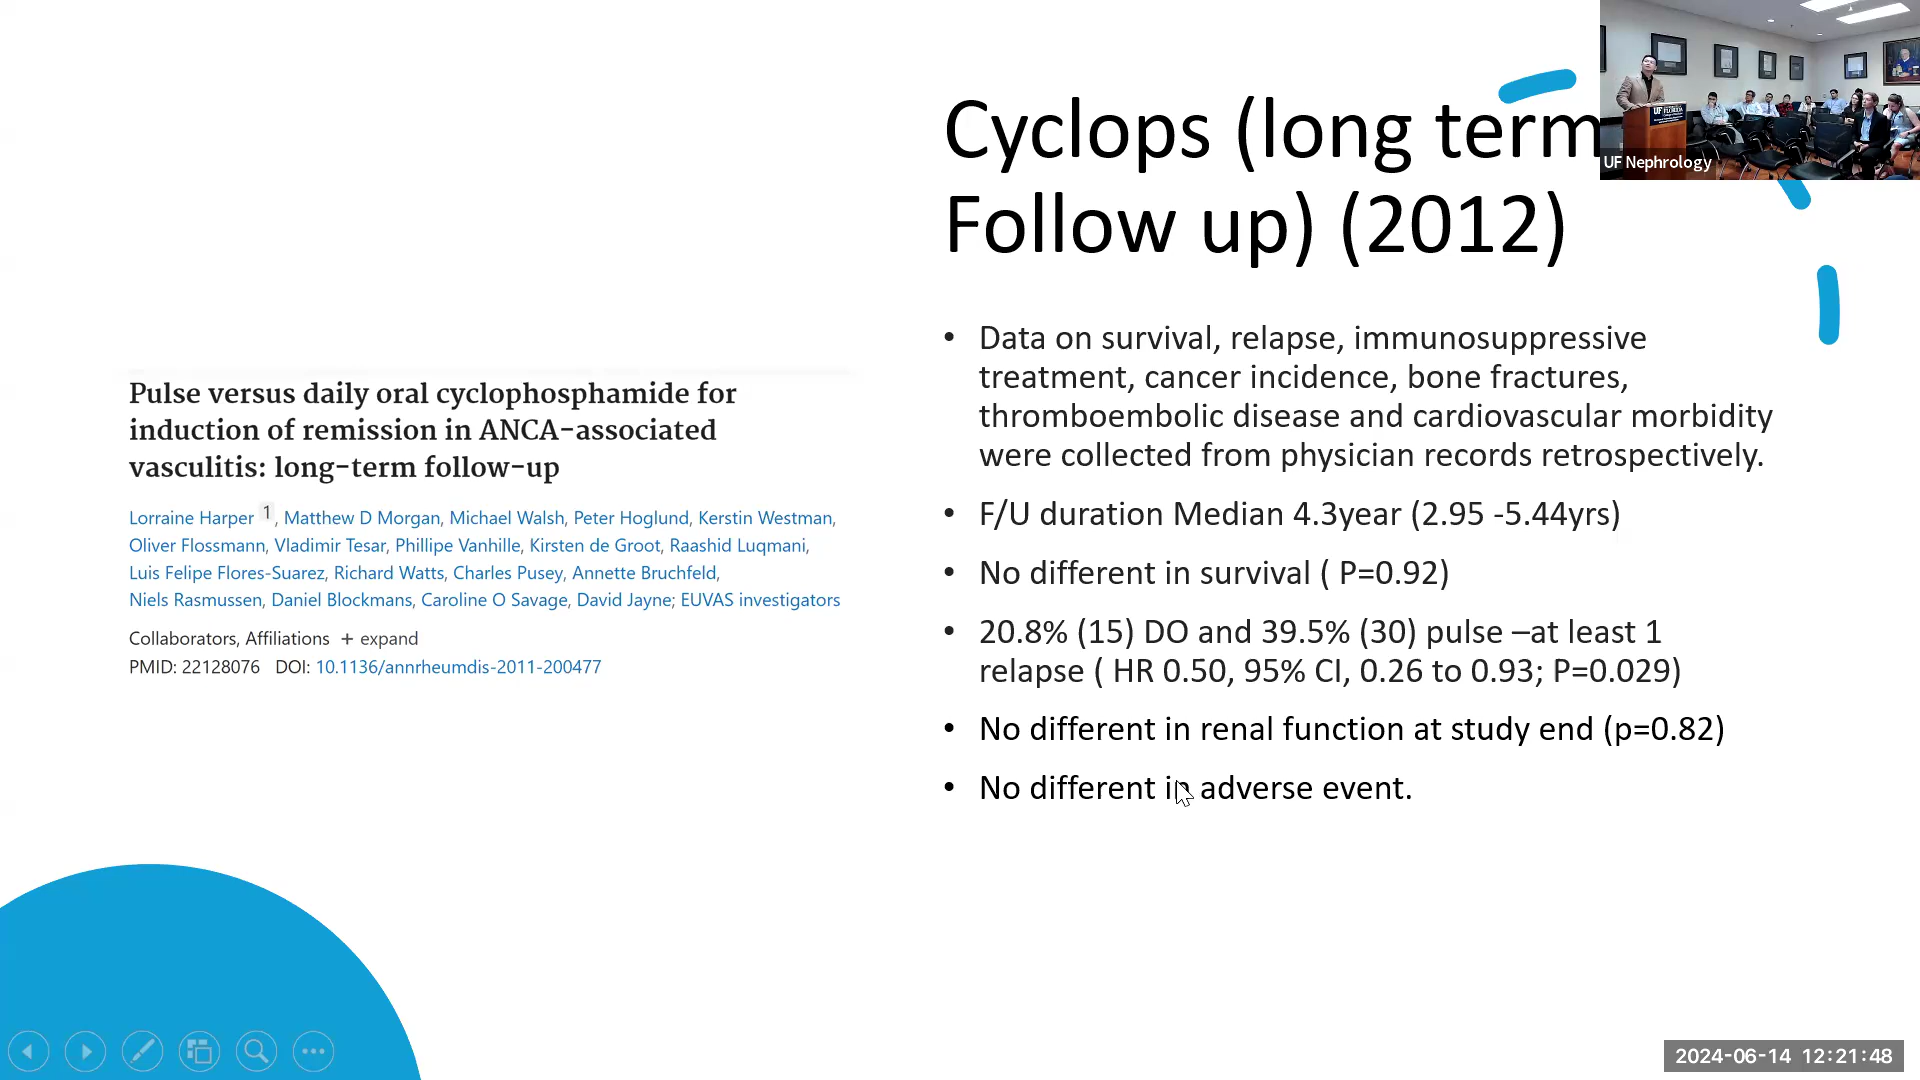 Cyclops (long term
Follow up) (2012)
UF Nephrology
UF
FLORIDA
Pulse versus daily oral cyclophosphamide for
induction of remission in ANCA-associated
vasculitis: long-term follow-up
Lorraine Harper 1, Matthew D Morgan, Michael Walsh, Peter Hoglund, Kerstin Westman,
Oliver Flossmann, Vladimir Tesar, Phillipe Vanhille, Kirsten de Groot, Raashid Luqmani,
Luis Felipe Flores-Suarez, Richard Watts, Charles Pusey, Annette Bruchfeld,
Niels Rasmussen, Daniel Blockmans, Caroline O Savage, David Jayne; EUVAS investigators
Collaborators, Affiliations + expand
PMID: 22128076 DOI: 10.1136/annrheumdis-2011-200477
• Data on survival, relapse, immunosuppressive
treatment, cancer incidence, bone fractures,
thromboembolic disease and cardiovascular morbidity
were collected from physician records retrospectively.
• F/U duration Median 4.3year (2.95 -5.44yrs)
• No different in survival ( P=0.92)
• 20.8% (15) DO and 39.5% (30) pulse –at least 1
relapse ( HR 0.50, 95% CI, 0.26 to 0.93; P=0.029)
• No different in renal function at study end (p=0.82)
• No different in adverse event.
2024-06-14 12:21:48